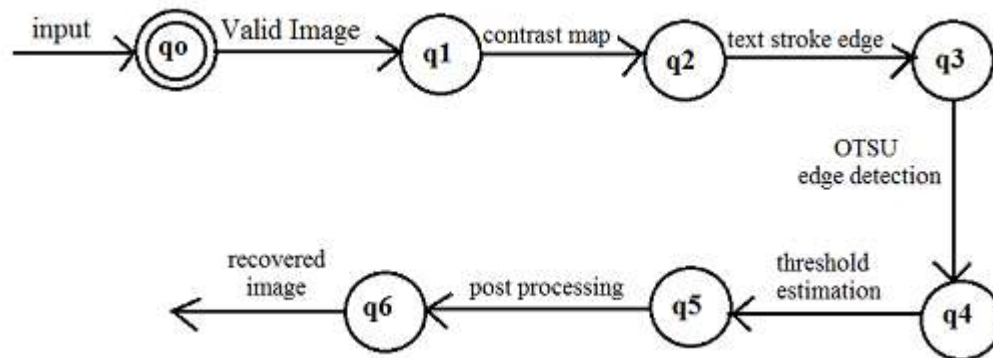 input
qo
Valid Image
q1
contrast map
q2
text stroke edge
q3
OTSU
edge detection
q4
threshold
estimation
q5
post processing
q6
recovered
image